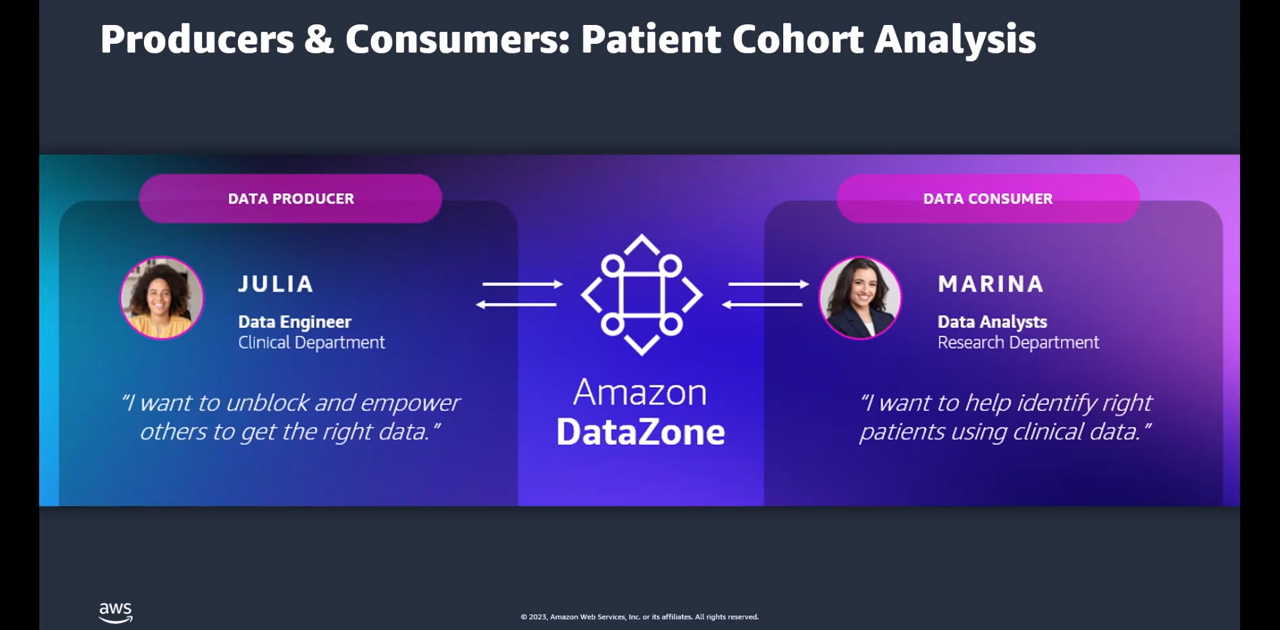 Producers & Consumers: Patient Cohort Analysis
DATA PRODUCER
JULIA
Data Engineer
Clinical Department
“I want to unblock and empower
others to get the right data.”
Amazon
DataZone
DATA CONSUMER
MARINA
Data Analysts
Research Department
“I want to help identify right
patients using clinical data.”
aws
© 2023, Amazon Web Services, Inc. or its affiliates. All rights reserved.